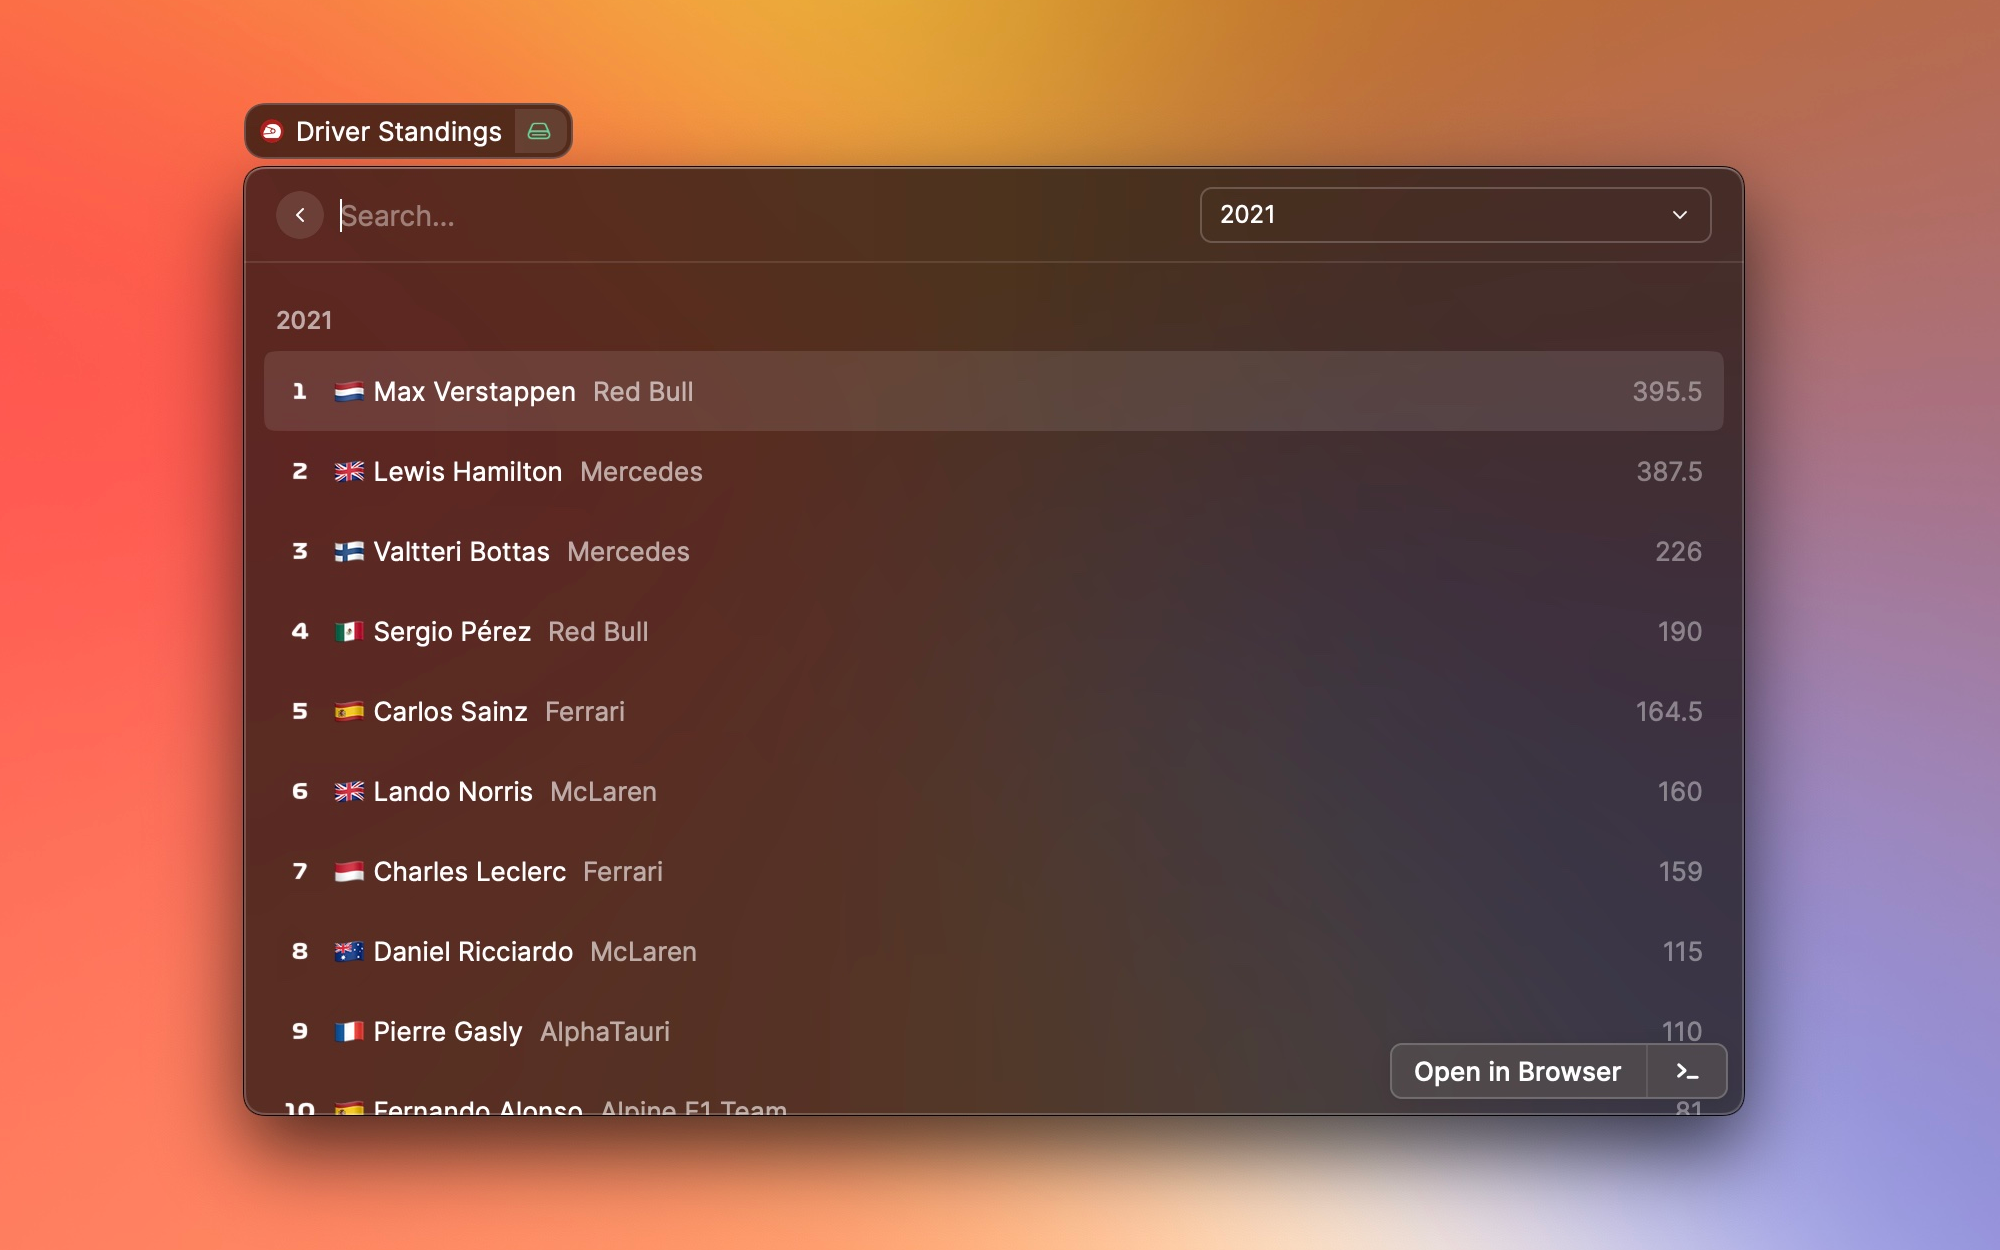 Driver Standings
Search...
2021
2021
1 Max Verstappen Red Bull 395.5
2 Lewis Hamilton Mercedes 387.5
3 Valtteri Bottas Mercedes 226
4 Sergio Pérez Red Bull 190
5 Carlos Sainz Ferrari 164.5
6 Lando Norris McLaren 160
7 Charles Leclerc Ferrari 159
8 Daniel Ricciardo McLaren 115
9 Pierre Gasly AlphaTauri 110
Open in Browser
10 Fernando Alonso Alpine F1 Team 81